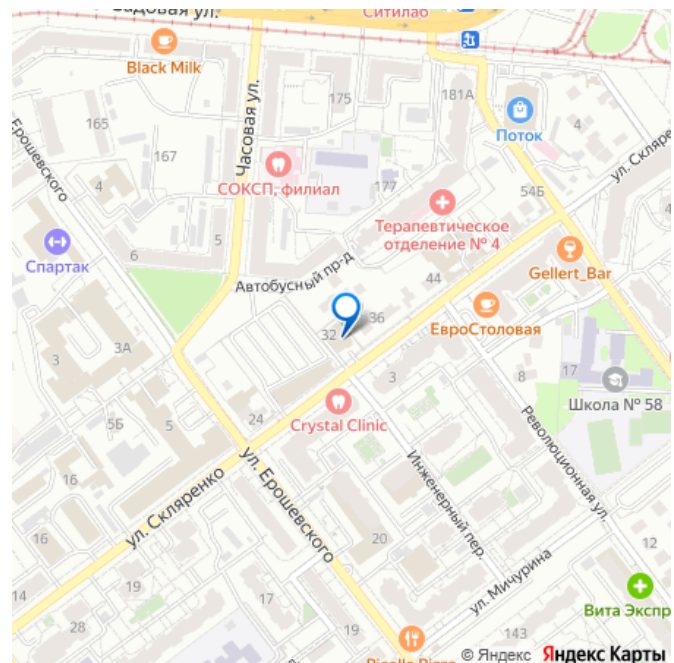 Садовая ул.
Ситилаб
Black Milk
Часовая ул.
175
181А
Поток
4
ул. Скляре
165
Ерошевского
167
4
СОКСП, филиал
177
54Б
Терапевтическое
отделение № 4
5
6
Спартак
Автобусный пр-д
44
Gellert_Bar
32
36
ЕвроСтоловая
3
3А
3
17
8
Школа № 58
Crystal Clinic
5Б
5
24
Революционная ул.
16
ул. Скляренко
ул. Ерошевского
Инженерный пер.
16
20
12
ул. Мичурина
14
19
17
Вита Экспр
28
19
143
© Яндекс Яндекс Карты